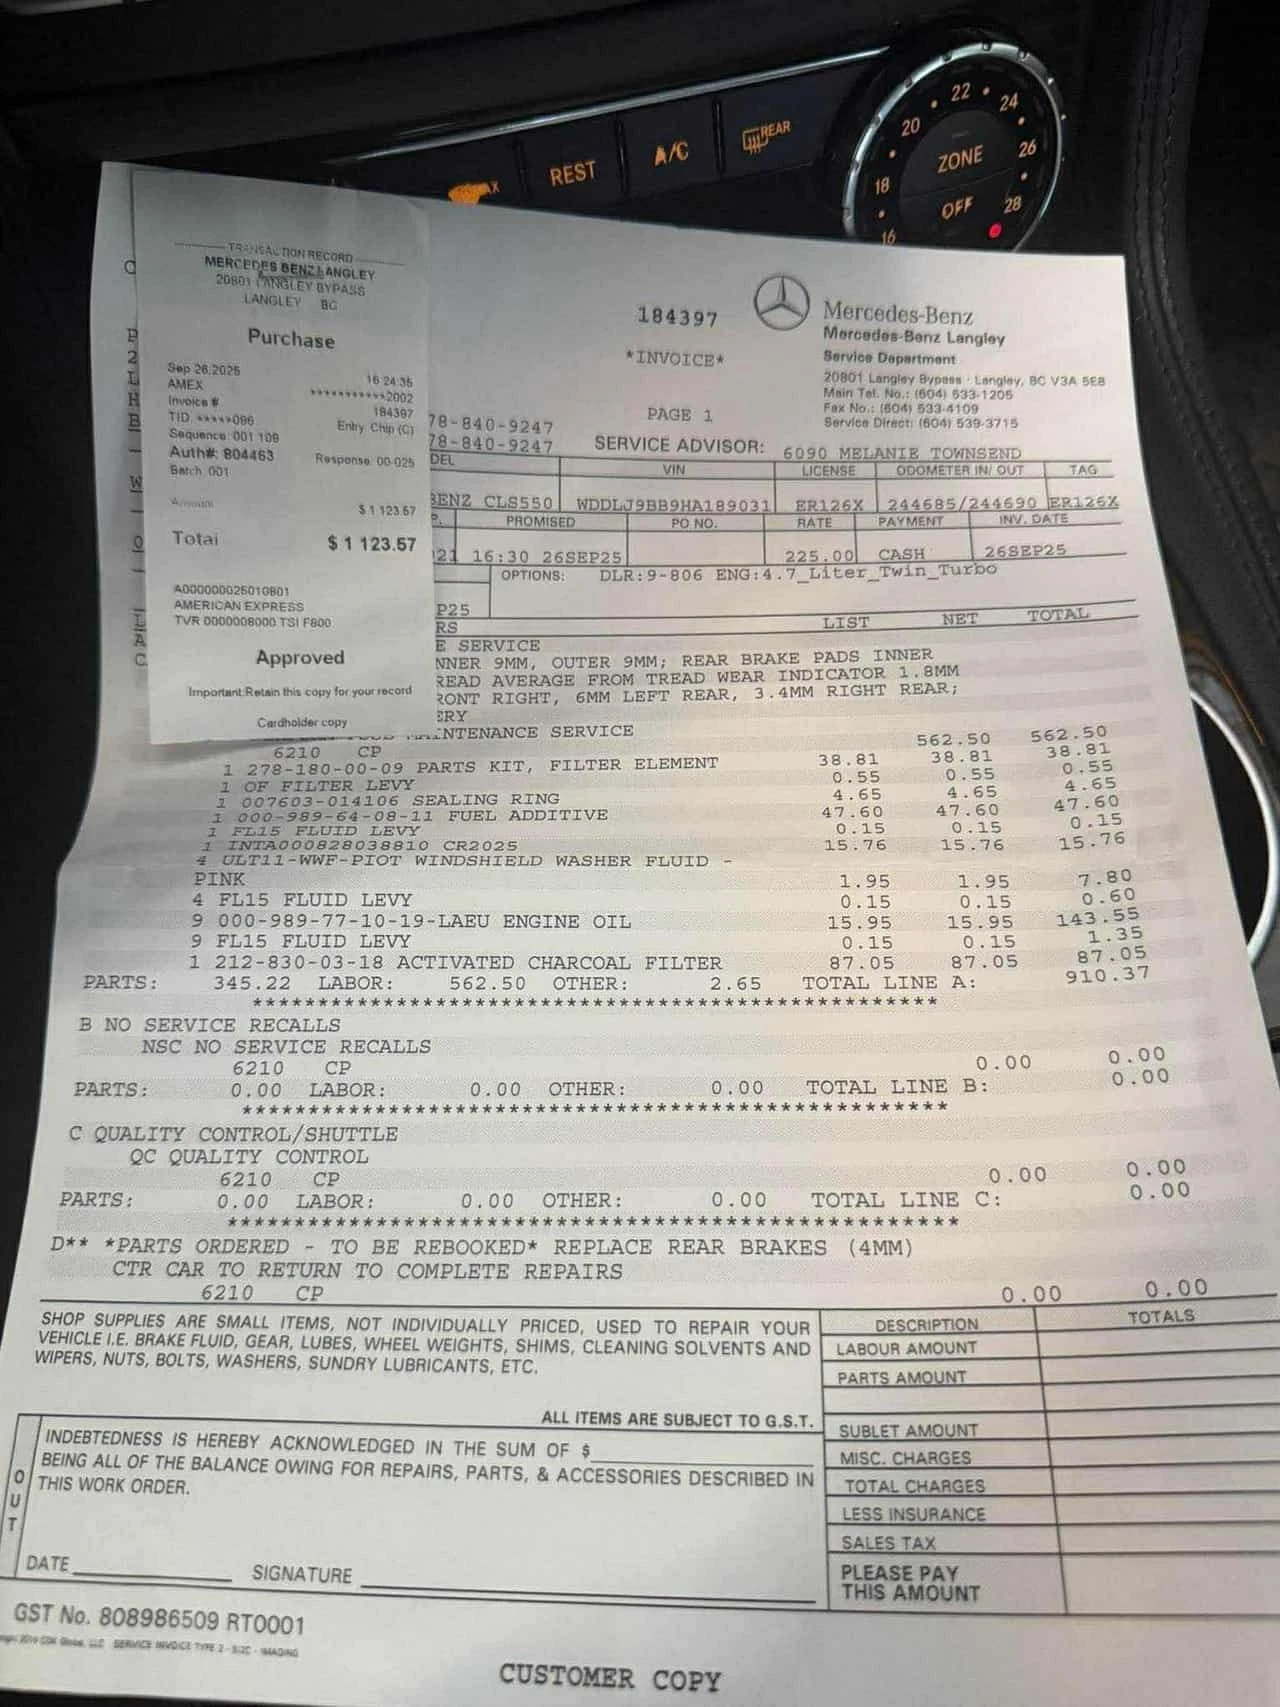 REAR
A/C
REST
MAX
22
24
20
26
18
28
16
ZONE
OFF
TRANSACTION RECORD
MERCEDES BENZ LANGLEY
20801 LANGLEY BYPASS
LANGLEY BC
Purchase
Sep 26,2025 16 24:35
AMEX ***********2002
Invoice # 184397
TID *****096 Entry Chip (C)
Sequence 001 109
Auth#: 804463 Response 00-025
Batch 001
Amount $ 1 123.57
Total $ 1 123.57
A000000025010801
AMERICAN EXPRESS
TVR 0000008000 TSI F800
Approved
Important:Retain this copy for your record
Cardholder copy
184397
*INVOICE*
PAGE 1
Mercedes-Benz
Mercedes-Benz Langley
Service Department
20801 Langley Bypass · Langley, BC V3A 5E8
Main Tel. No.: (604) 533-1205
Fax No.: (604) 533-4109
Service Direct: (604) 539-3715
78-840-9247
78-840-9247
SERVICE ADVISOR: 6090 MELANIE TOWNSEND
DEL VIN LICENSE ODOMETER IN/ OUT TAG
BENZ CLS550 WDDLJ9BB9HA189031 ER126X 244685/244690 ER126X
P. PROMISED PO NO. RATE PAYMENT INV. DATE
21 16:30 26SEP25 225.00 CASH 26SEP25
OPTIONS: DLR:9-806 ENG:4.7_Liter_Twin_Turbo
P25
RS LIST NET TOTAL
E SERVICE
NNER 9MM, OUTER 9MM; REAR BRAKE PADS INNER
READ AVERAGE FROM TREAD WEAR INDICATOR 1.8MM
RONT RIGHT, 6MM LEFT REAR, 3.4MM RIGHT REAR;
ERY
INTENANCE SERVICE
6210 CP 562.50 562.50
1 278-180-00-09 PARTS KIT, FILTER ELEMENT 38.81 38.81 38.81
1 OF FILTER LEVY 0.55 0.55 0.55
1 007603-014106 SEALING RING 4.65 4.65 4.65
1 000-989-64-08-11 FUEL ADDITIVE 47.60 47.60 47.60
1 FL15 FLUID LEVY 0.15 0.15 0.15
1 INTA000828038810 CR2025 15.76 15.76 15.76
4 ULT11-WWF-PIOT WINDSHIELD WASHER FLUID -
PINK 1.95 1.95 7.80
4 FL15 FLUID LEVY 0.15 0.15 0.60
9 000-989-77-10-19-LAEU ENGINE OIL 15.95 15.95 143.55
9 FL15 FLUID LEVY 0.15 0.15 1.35
1 212-830-03-18 ACTIVATED CHARCOAL FILTER 87.05 87.05 87.05
PARTS: 345.22 LABOR: 562.50 OTHER: 2.65 TOTAL LINE A: 910.37
****************************************************
B NO SERVICE RECALLS
NSC NO SERVICE RECALLS
6210 CP 0.00 0.00
PARTS: 0.00 LABOR: 0.00 OTHER: 0.00 TOTAL LINE B: 0.00
****************************************************
C QUALITY CONTROL/SHUTTLE
QC QUALITY CONTROL
6210 CP 0.00 0.00
PARTS: 0.00 LABOR: 0.00 OTHER: 0.00 TOTAL LINE C: 0.00
****************************************************
D** *PARTS ORDERED - TO BE REBOOKED* REPLACE REAR BRAKES (4MM)
CTR CAR TO RETURN TO COMPLETE REPAIRS
6210 CP 0.00 0.00
SHOP SUPPLIES ARE SMALL ITEMS, NOT INDIVIDUALLY PRICED, USED TO REPAIR YOUR
VEHICLE I.E. BRAKE FLUID, GEAR, LUBES, WHEEL WEIGHTS, SHIMS, CLEANING SOLVENTS AND
WIPERS, NUTS, BOLTS, WASHERS, SUNDRY LUBRICANTS, ETC.
ALL ITEMS ARE SUBJECT TO G.S.T.
OUT
INDEBTEDNESS IS HEREBY ACKNOWLEDGED IN THE SUM OF $
BEING ALL OF THE BALANCE OWING FOR REPAIRS, PARTS, & ACCESSORIES DESCRIBED IN
THIS WORK ORDER.
DATE SIGNATURE
DESCRIPTION TOTALS
LABOUR AMOUNT
PARTS AMOUNT
SUBLET AMOUNT
MISC. CHARGES
TOTAL CHARGES
LESS INSURANCE
SALES TAX
PLEASE PAY
THIS AMOUNT
GST No. 808986509 RT0001
SERVICE INVOICE TYPE 2 - SI2C - IMAGING
CUSTOMER COPY